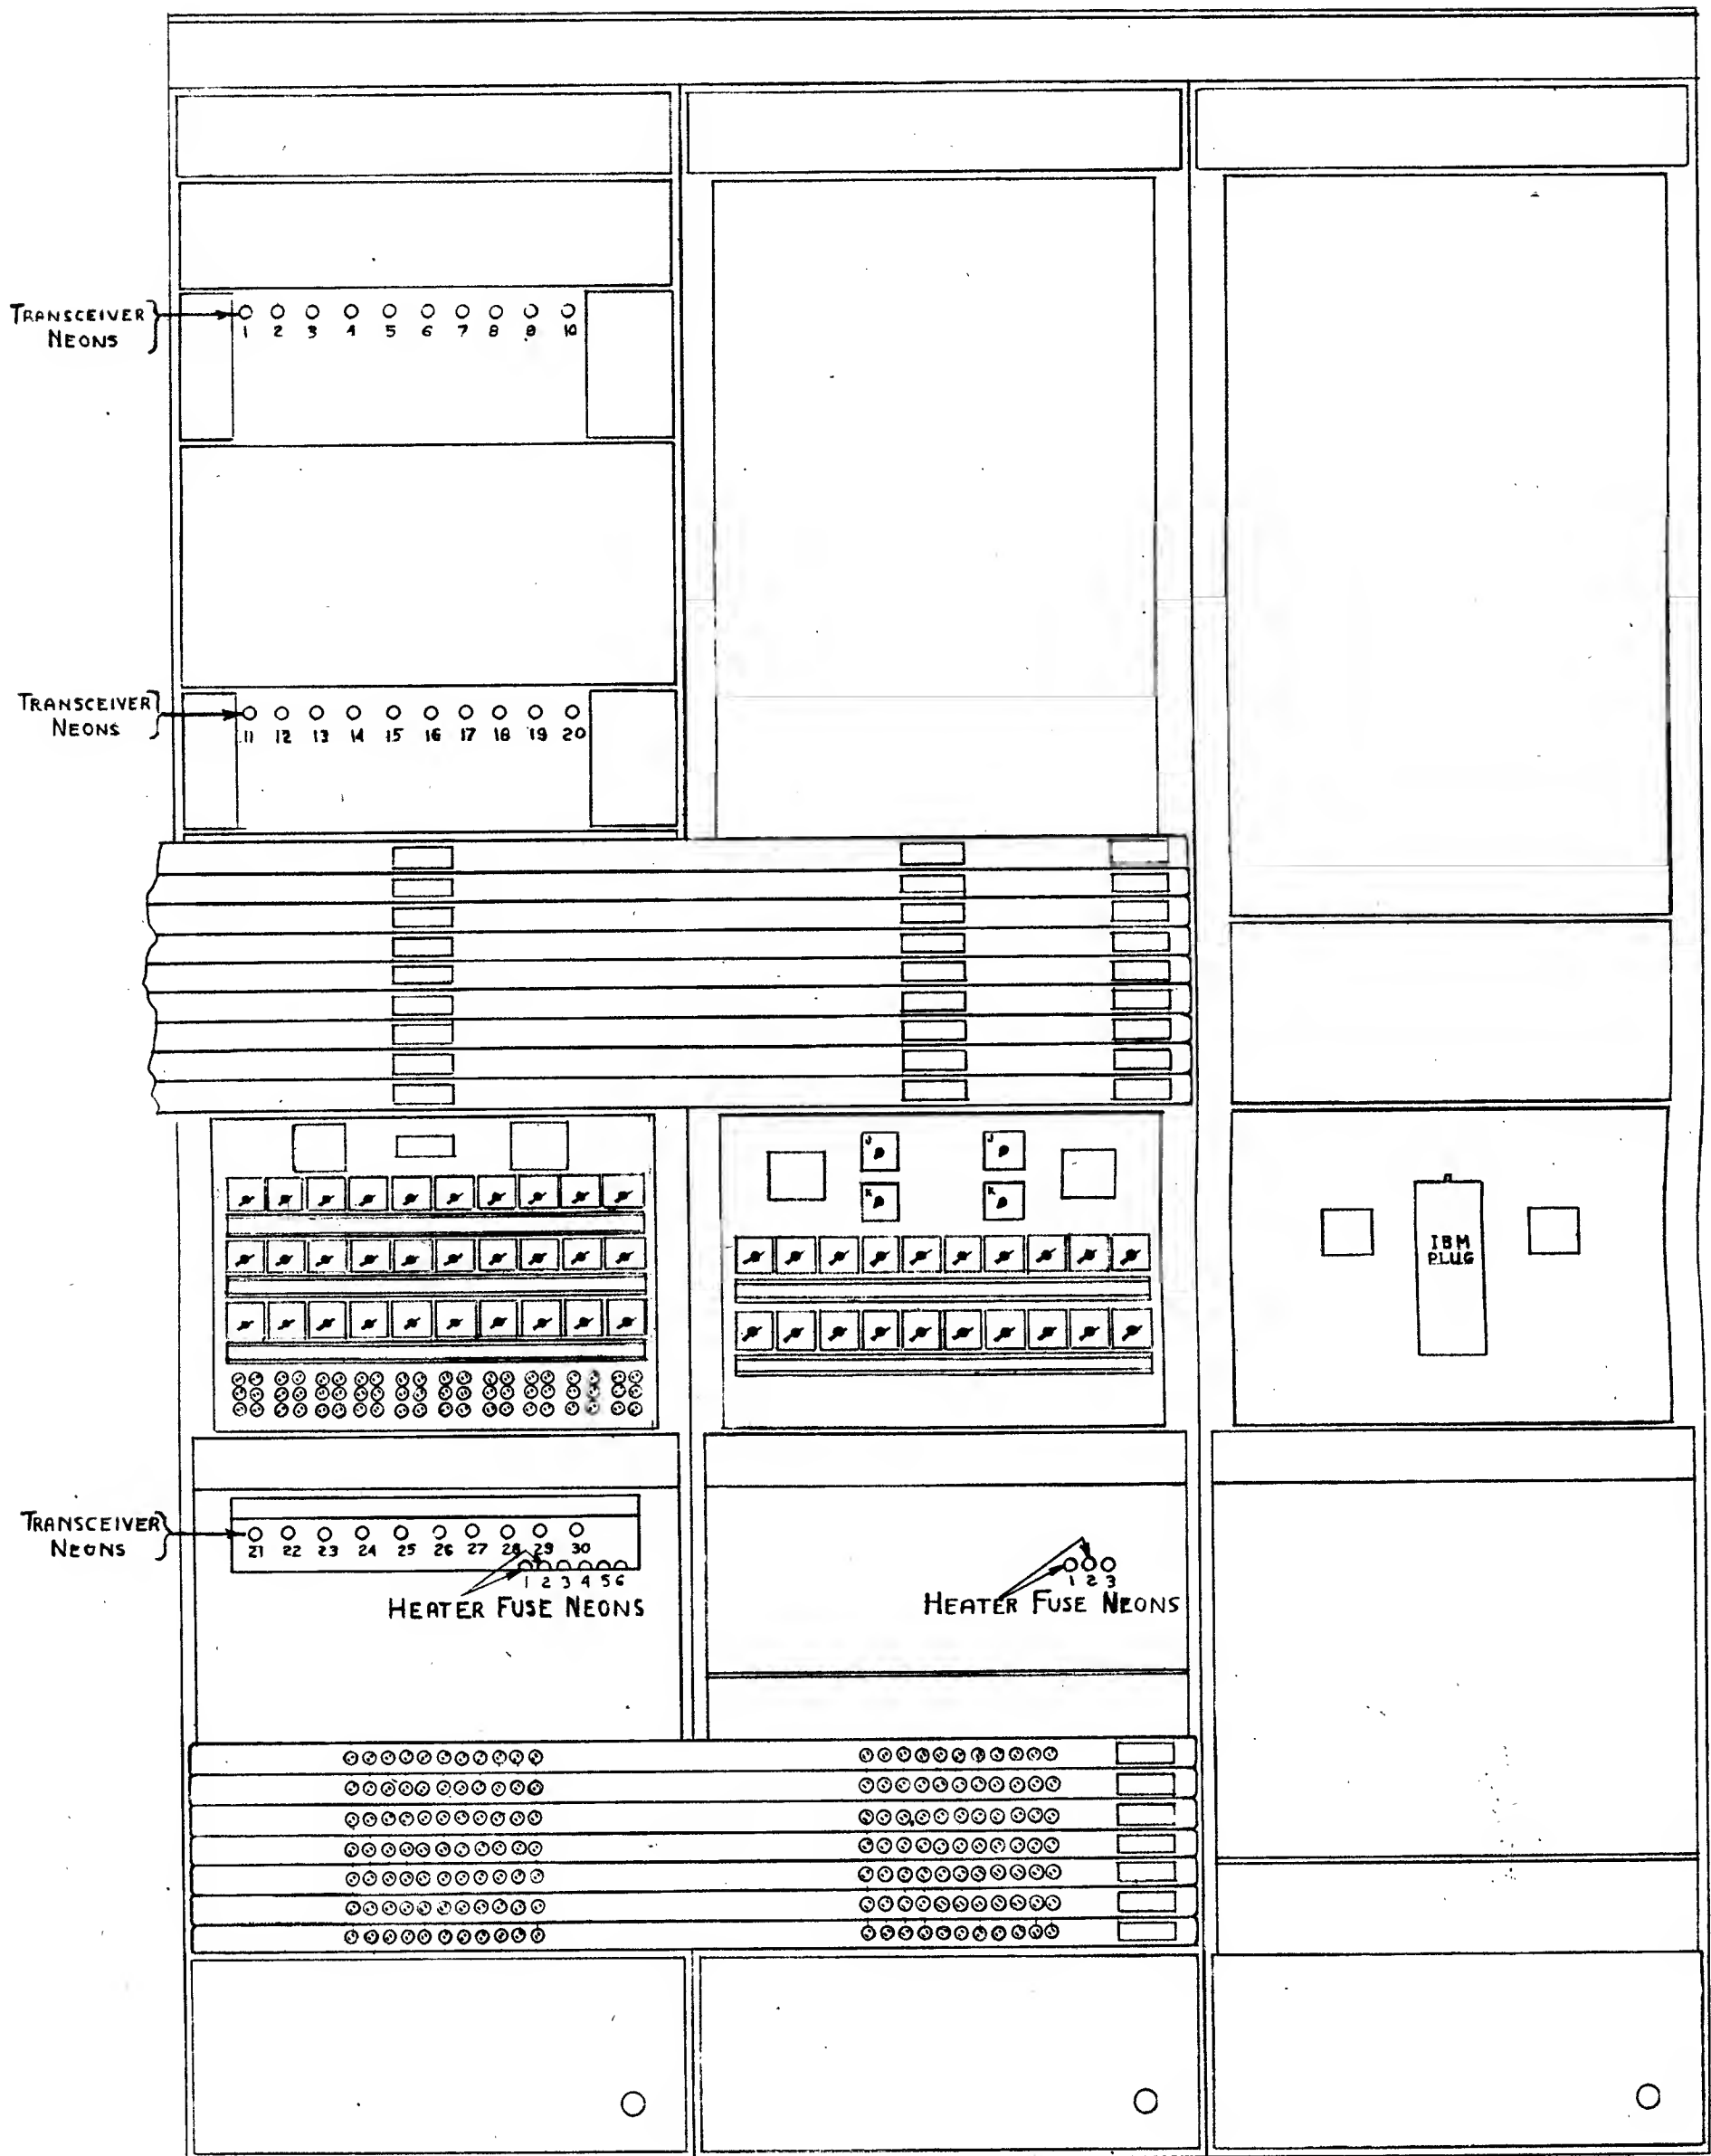 TRANSCEIVER
NEONS
1 2 3 4 5 6 7 8 9 10
TRANSCEIVER
NEONS
11 12 13 14 15 16 17 18 19 20
J J
K K
IBM
PLUG
TRANSCEIVER
NEONS
21 22 23 24 25 26 27 28 29 30
1 2 3 4 5 6
HEATER FUSE NEONS
1 2 3
HEATER FUSE NEONS